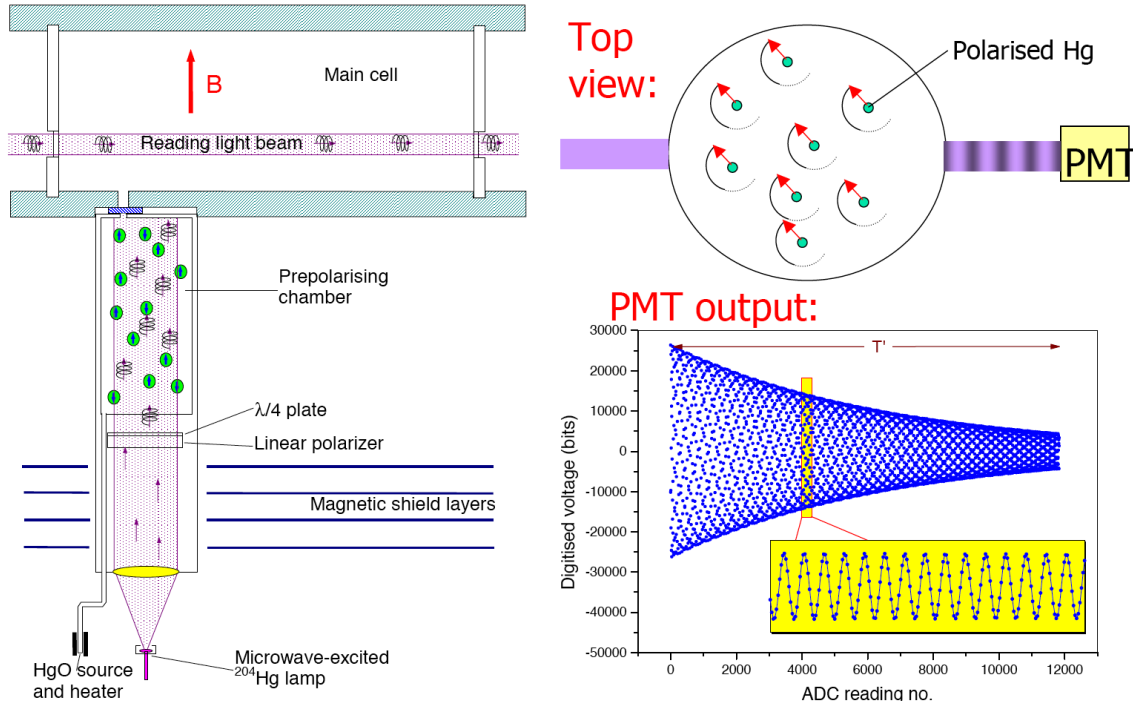 Main cell
B
Reading light beam
Prepolarising
chamber
λ/4 plate
Linear polarizer
Magnetic shield layers
HgO source
and heater
Microwave-excited
204Hg lamp
Top
view:
Polarised Hg
PMT
PMT output:
T'
30000
20000
10000
0
-10000
-20000
-30000
-40000
-50000
Digitised voltage (bits)
0
2000
4000
6000
8000
10000
12000
ADC reading no.